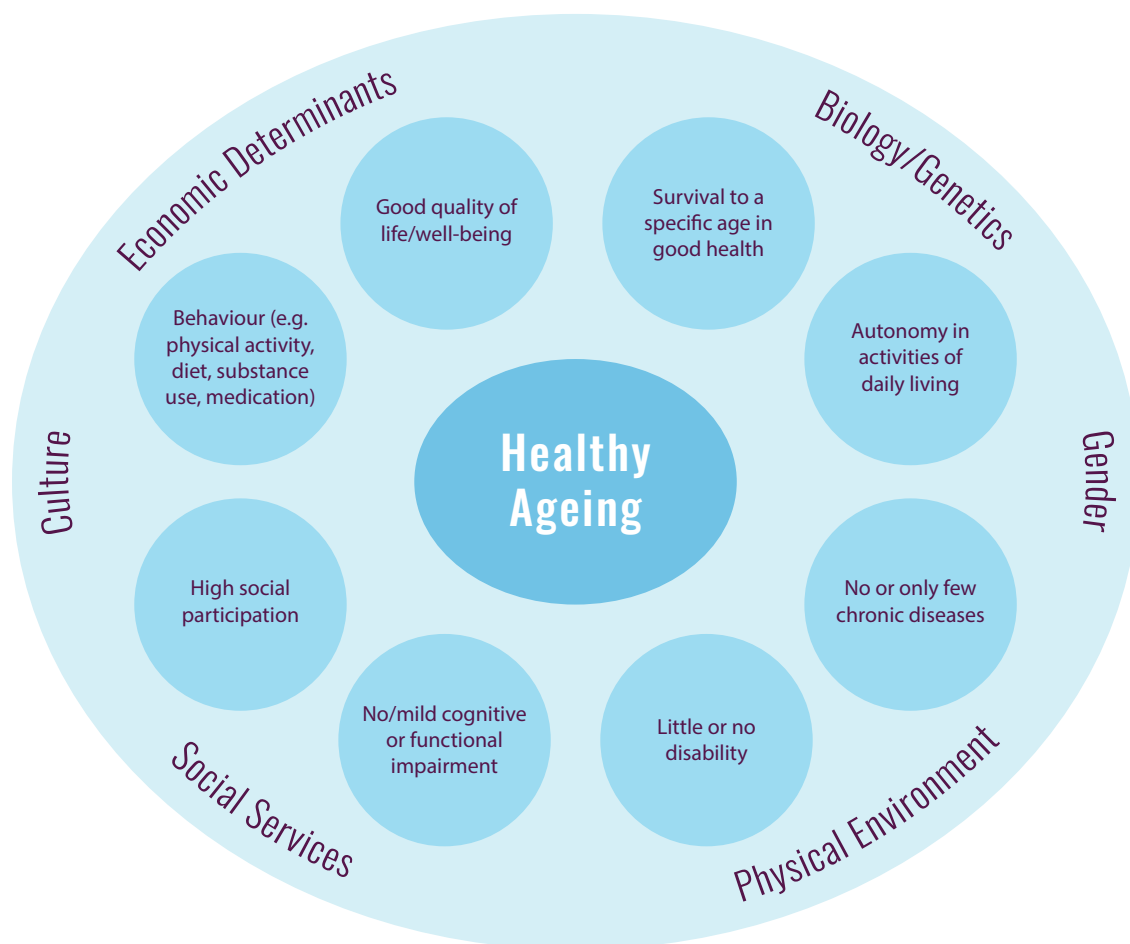 Economic Determinants
Biology/Genetics
Good quality of
life/well-being
Survival to a
specific age in
good health
Behaviour (e.g.
physical activity,
diet, substance
use, medication)
Autonomy in
activities of
daily living
Culture
Healthy
Ageing
Gender
High social
participation
No or only few
chronic diseases
No/mild cognitive
or functional
impairment
Little or no
disability
Social Services
Physical Environment